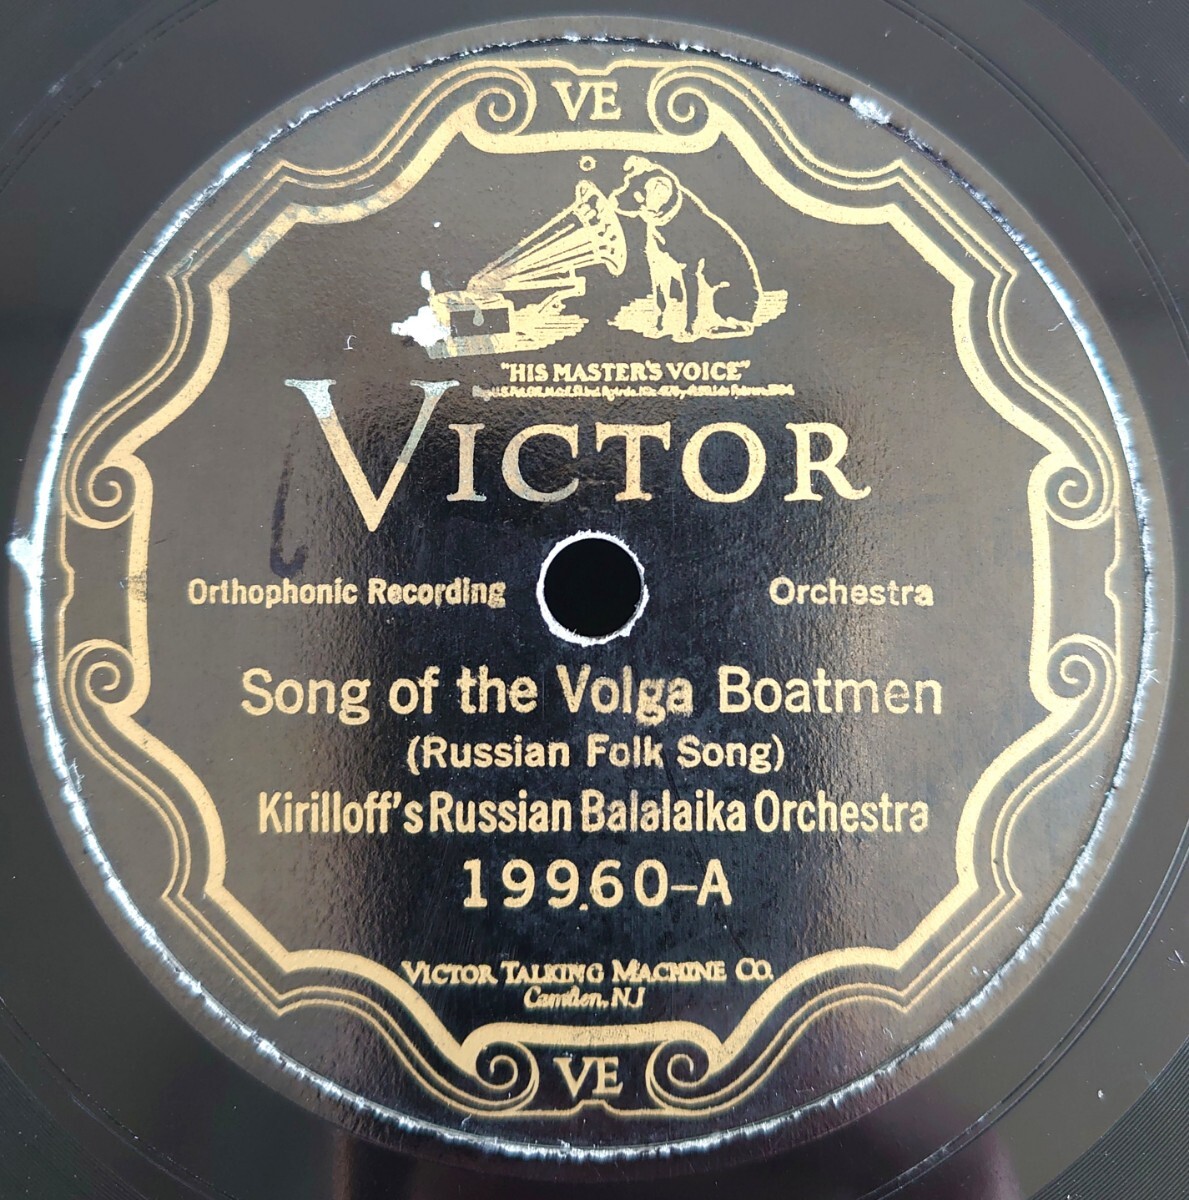 VE
"HIS MASTER'S VOICE"
VICTOR
Orthophonic Recording Orchestra
Song of the Volga Boatmen
(Russian Folk Song)
Kirilloff's Russian Balalaika Orchestra
19960-A
VICTOR TALKING MACHINE CO.
Camden, N.J
VE